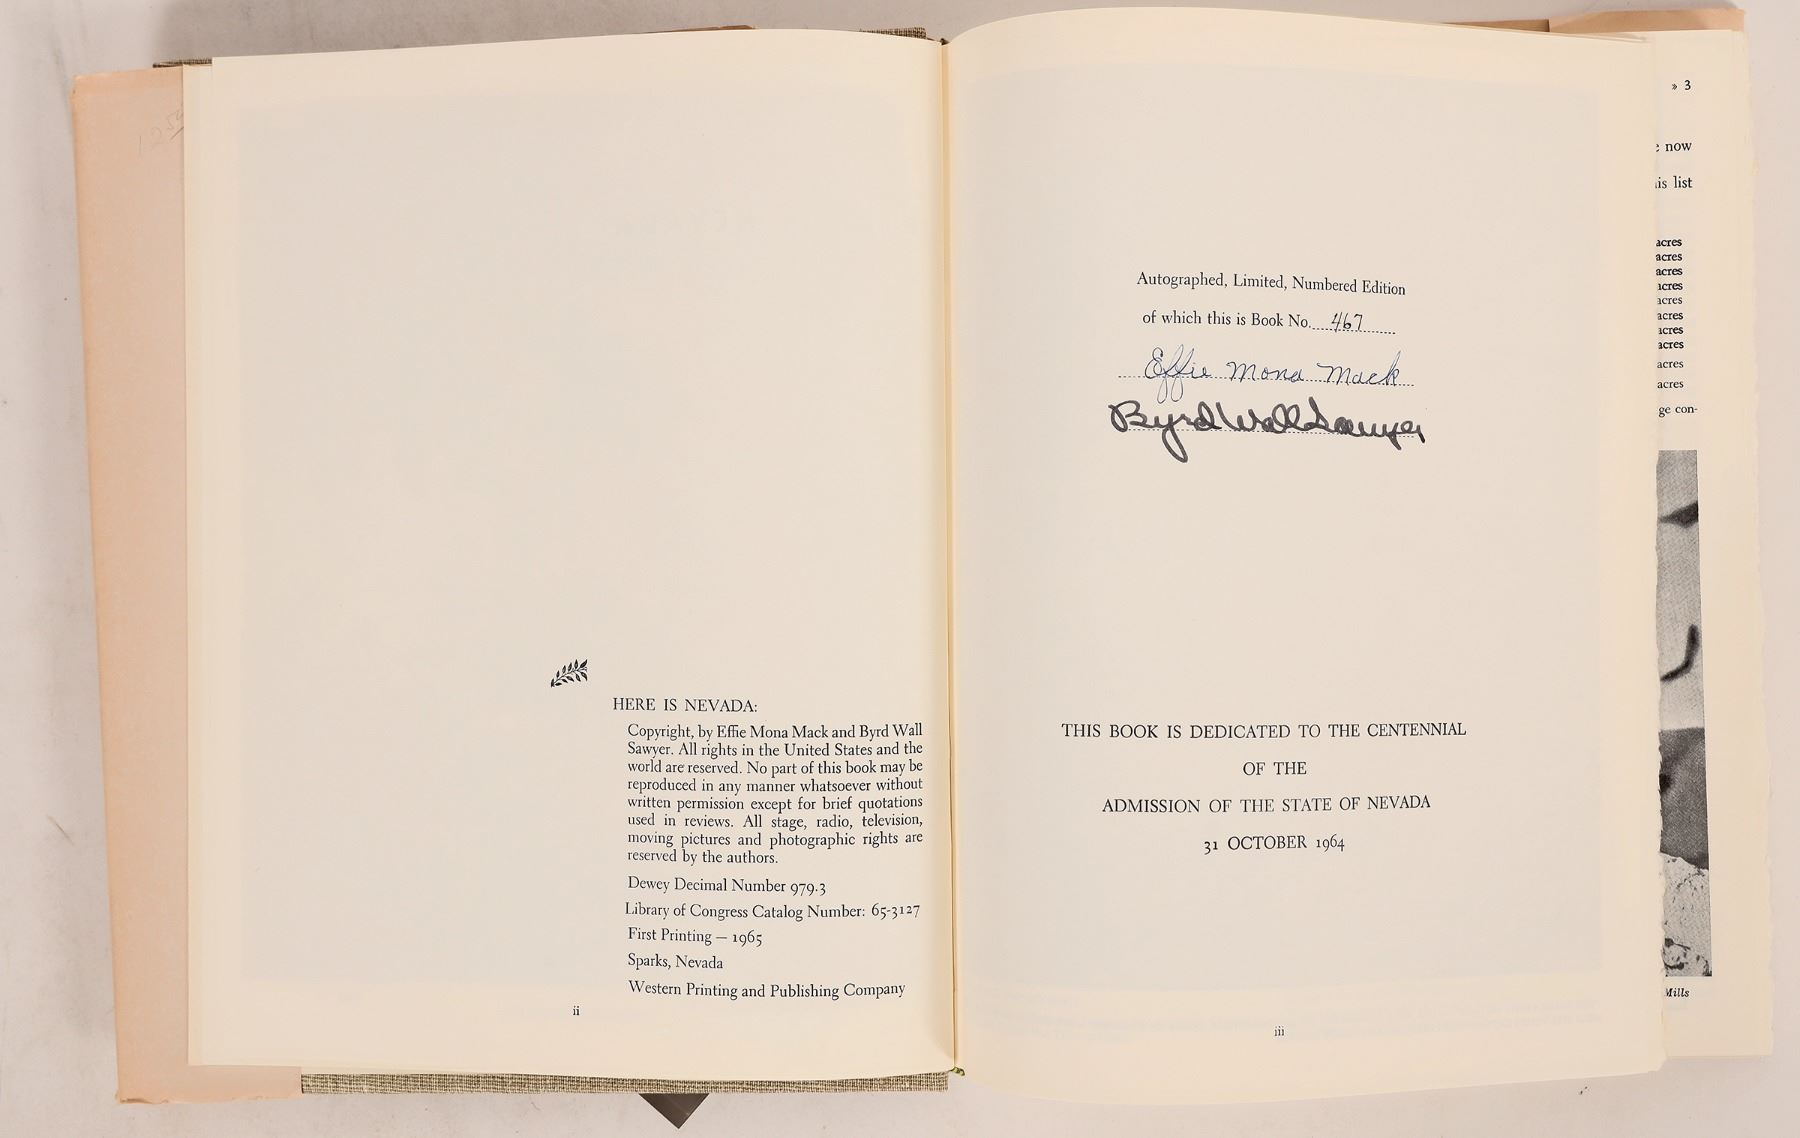 1250
HERE IS NEVADA:
Copyright, by Effie Mona Mack and Byrd Wall
Sawyer. All rights in the United States and the
world are reserved. No part of this book may be
reproduced in any manner whatsoever without
written permission except for brief quotations
used in reviews. All stage, radio, television,
moving pictures and photographic rights are
reserved by the authors.
Dewey Decimal Number 979.3
Library of Congress Catalog Number: 65-3127
First Printing — 1965
Sparks, Nevada
Western Printing and Publishing Company
ii
Autographed, Limited, Numbered Edition
of which this is Book No. 467
Effie Mona Mack
Byrd Wall Sawyer
THIS BOOK IS DEDICATED TO THE CENTENNIAL
OF THE
ADMISSION OF THE STATE OF NEVADA
31 OCTOBER 1964
iii
» 3
now
is list
acres
acres
acres
acres
acres
acres
acres
acres
acres
acres
ge con-
Mills